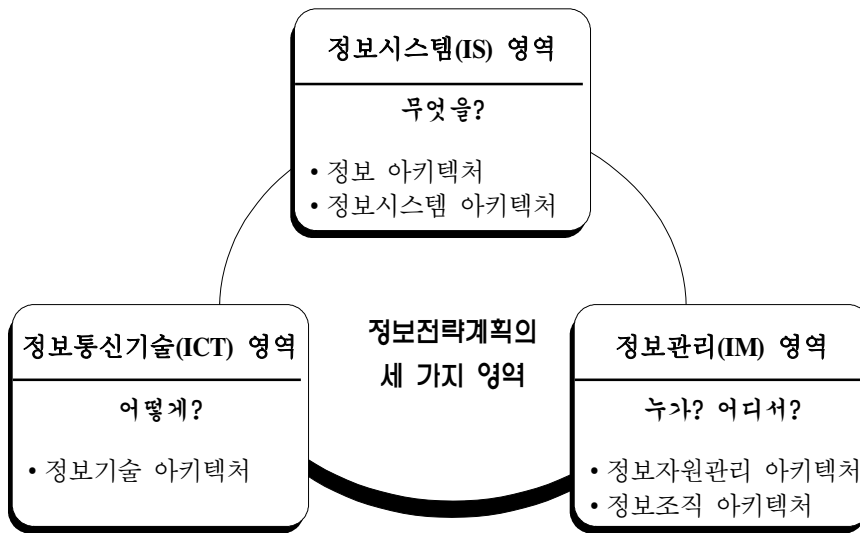 정보시스템(IS) 영역
무엇을?
• 정보 아키텍처
• 정보시스템 아키텍처
정보전략계획의
세 가지 영역
정보통신기술(ICT) 영역
어떻게?
• 정보기술 아키텍처
정보관리(IM) 영역
누가? 어디서?
• 정보자원관리 아키텍처
• 정보조직 아키텍처